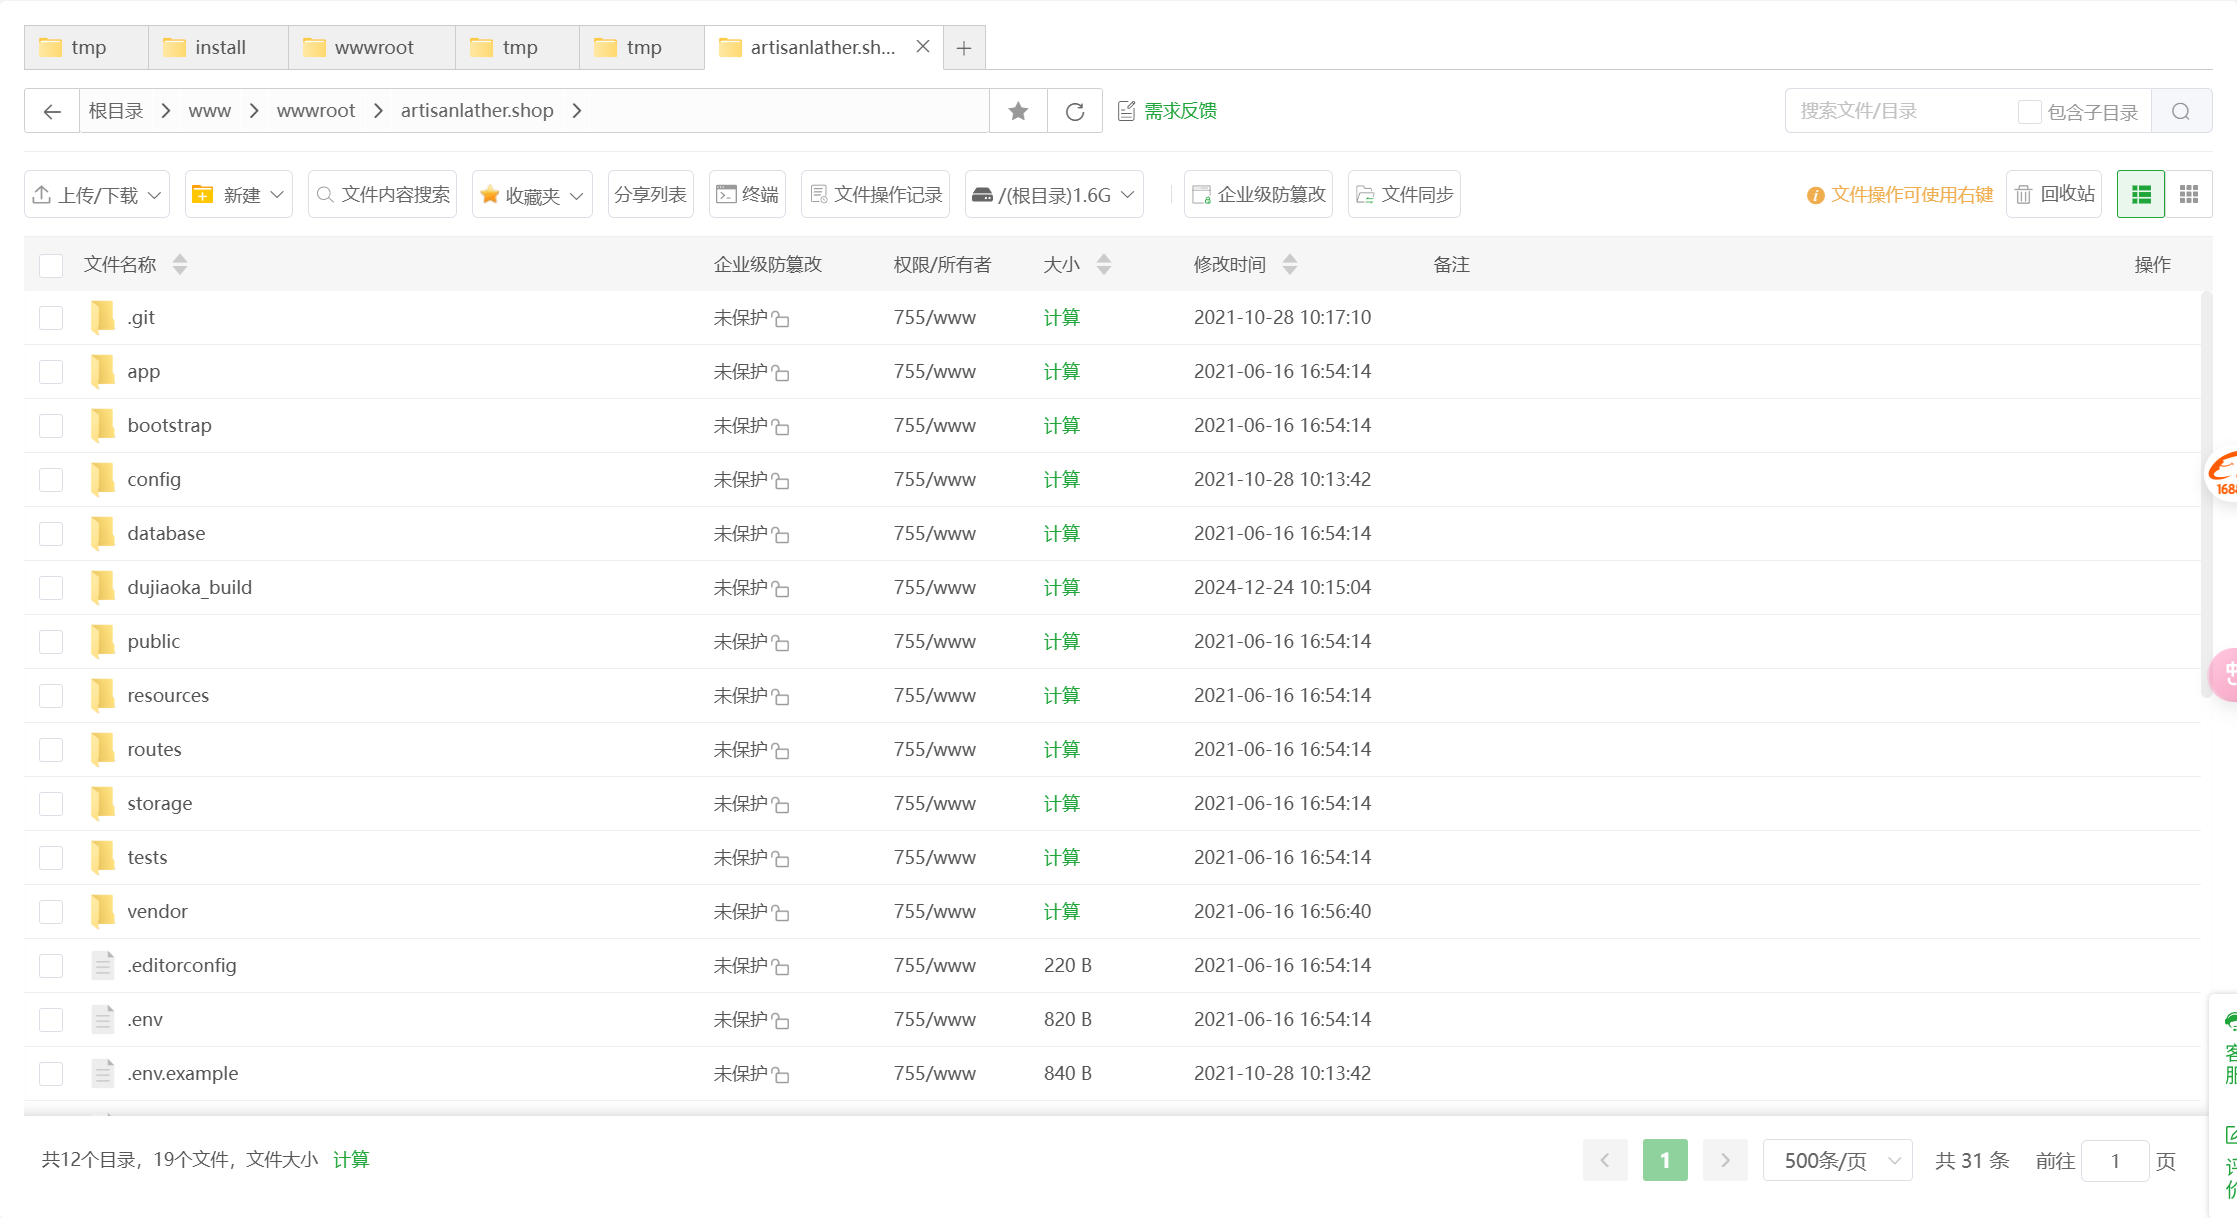 tmp install wwwroot tmp tmp artisanlather.sh...
根目录 www wwwroot artisanlather.shop 需求反馈 搜索文件/目录 包含子目录
上传/下载 新建 文件内容搜索 收藏夹 分享列表 终端 文件操作记录 /(根目录)1.6G 企业级防篡改 文件同步 文件操作可使用右键 回收站
文件名称 企业级防篡改 权限/所有者 大小 修改时间 备注 操作
.git 未保护 755/www 计算 2021-10-28 10:17:10
app 未保护 755/www 计算 2021-06-16 16:54:14
bootstrap 未保护 755/www 计算 2021-06-16 16:54:14
config 未保护 755/www 计算 2021-10-28 10:13:42
database 未保护 755/www 计算 2021-06-16 16:54:14
dujiaoka_build 未保护 755/www 计算 2024-12-24 10:15:04
public 未保护 755/www 计算 2021-06-16 16:54:14
resources 未保护 755/www 计算 2021-06-16 16:54:14
routes 未保护 755/www 计算 2021-06-16 16:54:14
storage 未保护 755/www 计算 2021-06-16 16:54:14
tests 未保护 755/www 计算 2021-06-16 16:54:14
vendor 未保护 755/www 计算 2021-06-16 16:56:40
.editorconfig 未保护 755/www 220 B 2021-06-16 16:54:14
.env 未保护 755/www 820 B 2021-06-16 16:54:14
.env.example 未保护 755/www 840 B 2021-10-28 10:13:42
共12个目录，19个文件，文件大小 计算 1 500条/页 共 31 条 前往 1 页
168
客
服
评
价